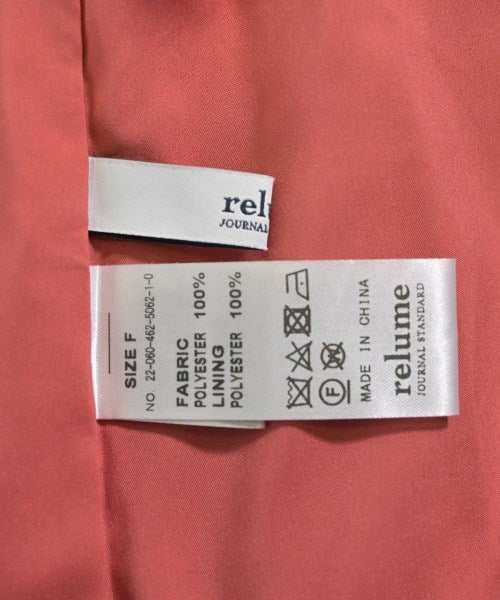 relu
JOURNAL
SIZE F
NO. 22-060-462-5062-1-0
FABRIC
POLYESTER 100%
LINING
POLYESTER 100%
MADE IN CHINA
relume
JOURNAL STANDARD